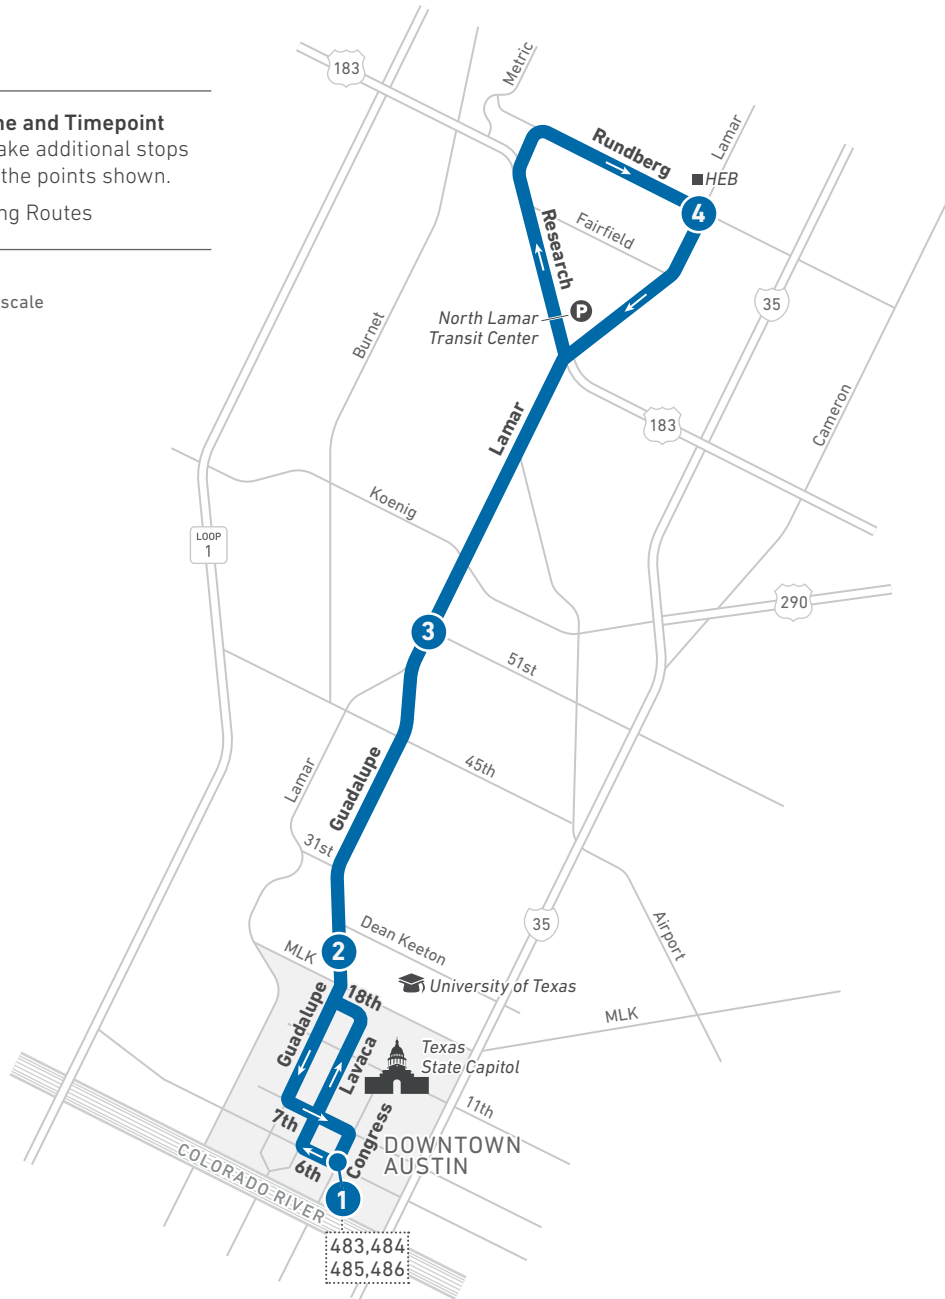 ne and Timepoint
ake additional stops
the points shown.
ng Routes
scale
183
Metric
Lamar
Rundberg
HEB
4
Fairfield
Research
35
P
North Lamar
Transit Center
Burnet
Cameron
Lamar
183
Koenig
LOOP
1
290
3
51st
45th
Lamar
Guadalupe
31st
Dean Keeton
35
Airport
MLK
2
University of Texas
18th
MLK
Guadalupe
Lavaca
Texas
State Capitol
11th
7th
Congress
DOWNTOWN
AUSTIN
6th
COLORADO RIVER
1
483,484
485,486